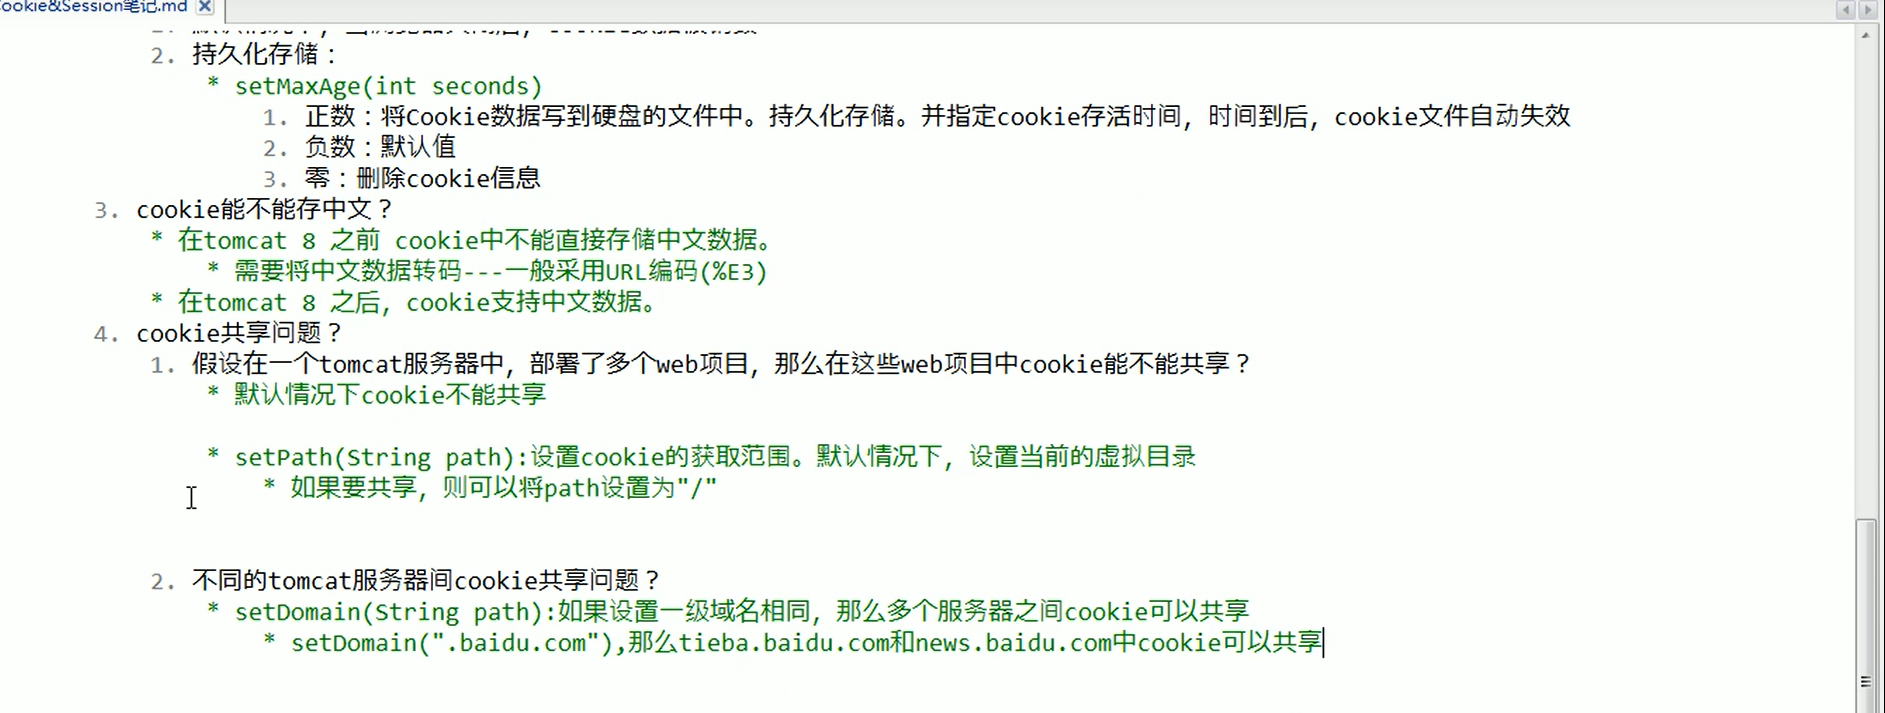 ookie&Session笔记.md
2. 持久化存储：
* setMaxAge(int seconds)
1. 正数：将Cookie数据写到硬盘的文件中。持久化存储。并指定cookie存活时间，时间到后，cookie文件自动失效
2. 负数：默认值
3. 零：删除cookie信息
3. cookie能不能存中文？
* 在tomcat 8 之前 cookie中不能直接存储中文数据。
* 需要将中文数据转码---一般采用URL编码(%E3)
* 在tomcat 8 之后，cookie支持中文数据。
4. cookie共享问题？
1. 假设在一个tomcat服务器中，部署了多个web项目，那么在这些web项目中cookie能不能共享？
* 默认情况下cookie不能共享
* setPath(String path):设置cookie的获取范围。默认情况下，设置当前的虚拟目录
* 如果要共享，则可以将path设置为"/"
2. 不同的tomcat服务器间cookie共享问题？
* setDomain(String path):如果设置一级域名相同，那么多个服务器之间cookie可以共享
* setDomain(".baidu.com"),那么tieba.baidu.com和news.baidu.com中cookie可以共享